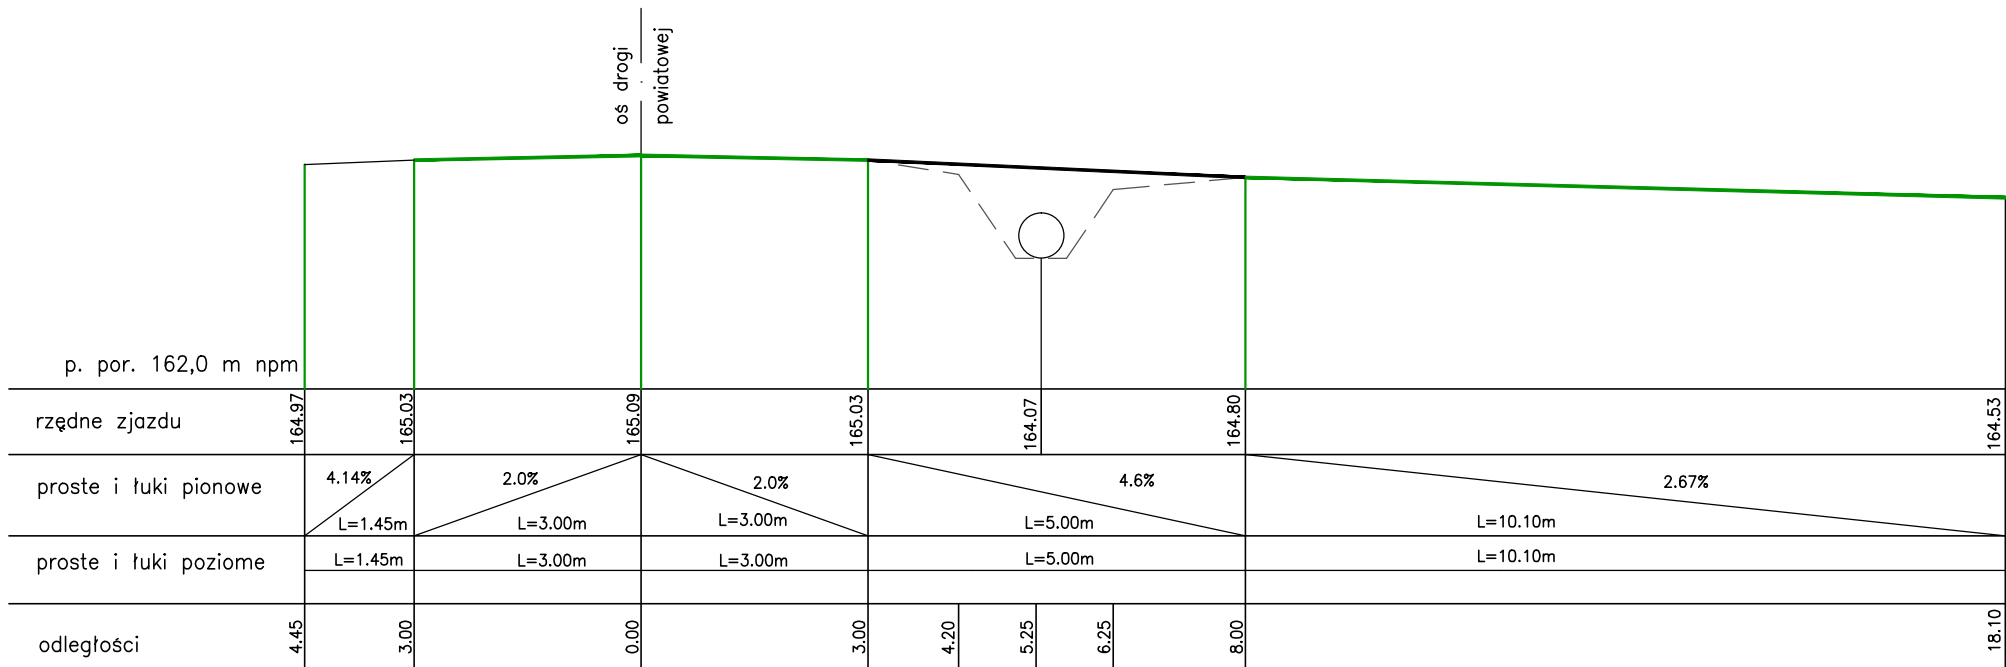 oś drogi
powiatowej
p. por. 162,0 m npm
rzędne zjazdu
164.97
165.03
165.09
165.03
164.07
164.80
164.53
proste i łuki pionowe
4.14%
2.0%
2.0%
4.6%
2.67%
L=1.45m
L=3.00m
L=3.00m
L=5.00m
L=10.10m
proste i łuki poziome
L=1.45m
L=3.00m
L=3.00m
L=5.00m
L=10.10m
odległości
4.45
3.00
0.00
3.00
4.20
5.25
6.25
8.00
18.10